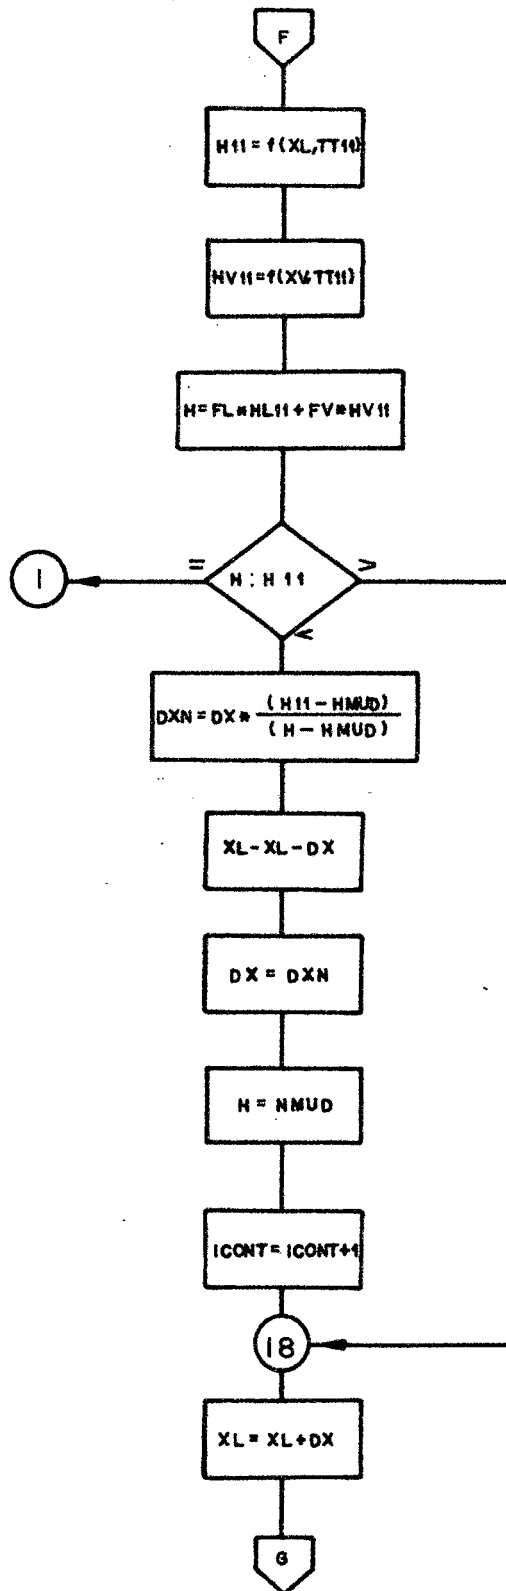 F
H11 = f(XL,TT11)
HV11=f(XV,TT11)
H=FL*HL11+FV*HV11
= H:H11 >
<
1
DXN=DX* (H11-HMUD)
(H-HMUD)
XL-XL-DX
DX = DXN
H = HMUD
ICONT=ICONT+1
18
XL = XL+DX
G